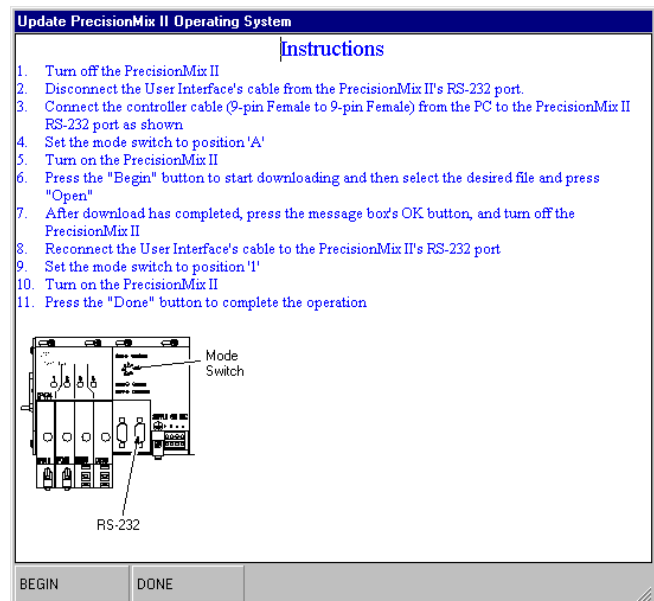 Update PrecisionMix II Operating System
Instructions
1. Turn off the PrecisionMix II
2. Disconnect the User Interface's cable from the PrecisionMix II's RS-232 port.
3. Connect the controller cable (9-pin Female to 9-pin Female) from the PC to the PrecisionMix II
RS-232 port as shown
4. Set the mode switch to position 'A'
5. Turn on the PrecisionMix II
6. Press the "Begin" button to start downloading and then select the desired file and press
"Open"
7. After download has completed, press the message box's OK button, and turn off the
PrecisionMix II
8. Reconnect the User Interface's cable to the PrecisionMix II's RS-232 port
9. Set the mode switch to position '1'
10. Turn on the PrecisionMix II
11. Press the "Done" button to complete the operation
Mode
Switch
RS-232
BEGIN DONE